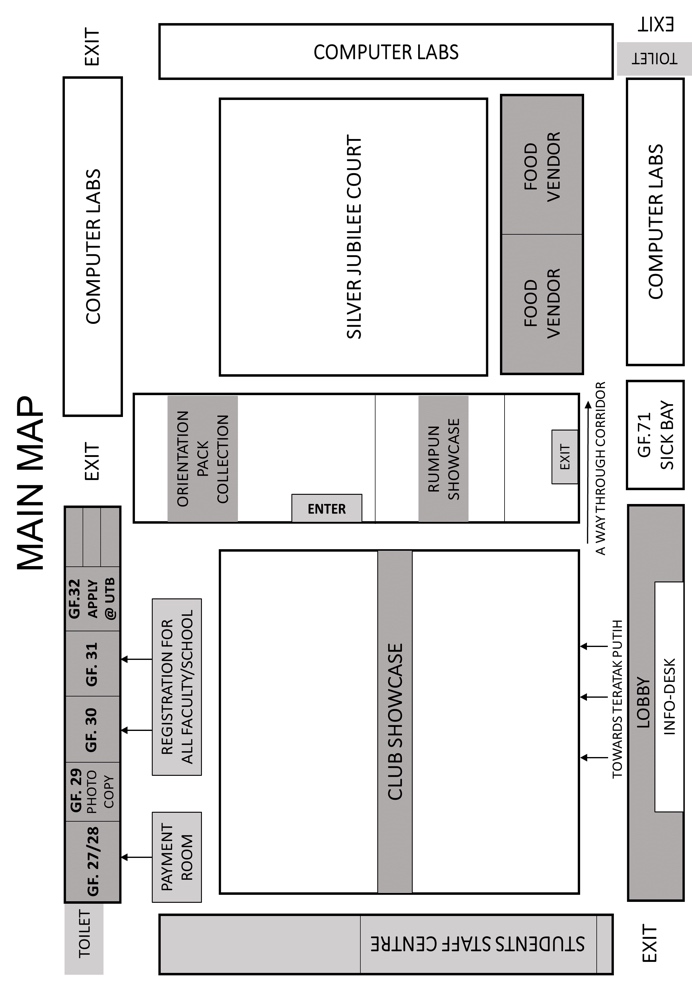 MAIN MAP
TOILET
GF. 27/28
GF. 29
PHOTO
COPY
GF. 30
GF. 31
GF.32
APPLY
@ UTB
EXIT
COMPUTER LABS
EXIT
PAYMENT
ROOM
REGISTRATION FOR
ALL FACULTY/SCHOOL
STUDENTS STAFF CENTRE
CLUB SHOWCASE
ORIENTATION
PACK
COLLECTION
ENTER
RUMPUN
SHOWCASE
EXIT
SILVER JUBILEE COURT
FOOD
VENDOR
FOOD
VENDOR
COMPUTER LABS
TOWARDS TERATAK PUTIH
A WAY THROUGH CORRIDOR
EXIT
LOBBY
INFO-DESK
GF.71
SICK BAY
COMPUTER LABS
TOILET
EXIT